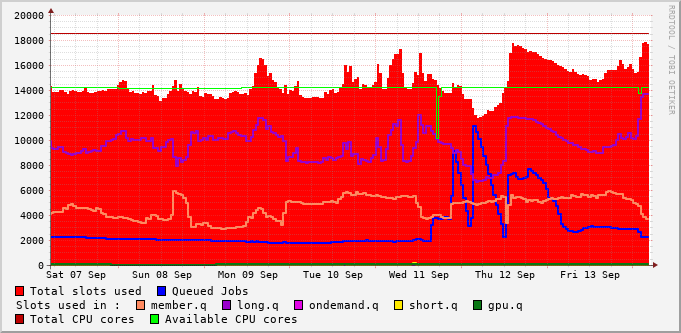 20000
18000
16000
14000
12000
10000
8000
6000
4000
2000
0
Sat 07 Sep Sun 08 Sep Mon 09 Sep Tue 10 Sep Wed 11 Sep Thu 12 Sep Fri 13 Sep
Total slots used Queued Jobs
Slots used in : member.q long.q ondemand.q short.q gpu.q
Total CPU cores Available CPU cores
RRDTOOL / TOBI OETIKER